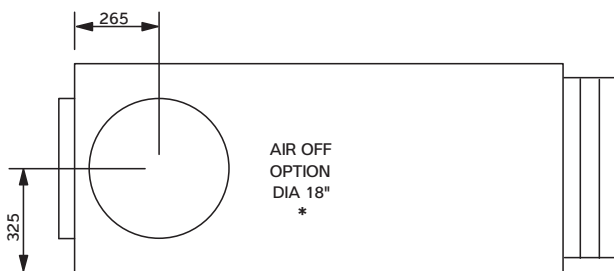 265
AIR OFF
OPTION
DIA 18"
*
325